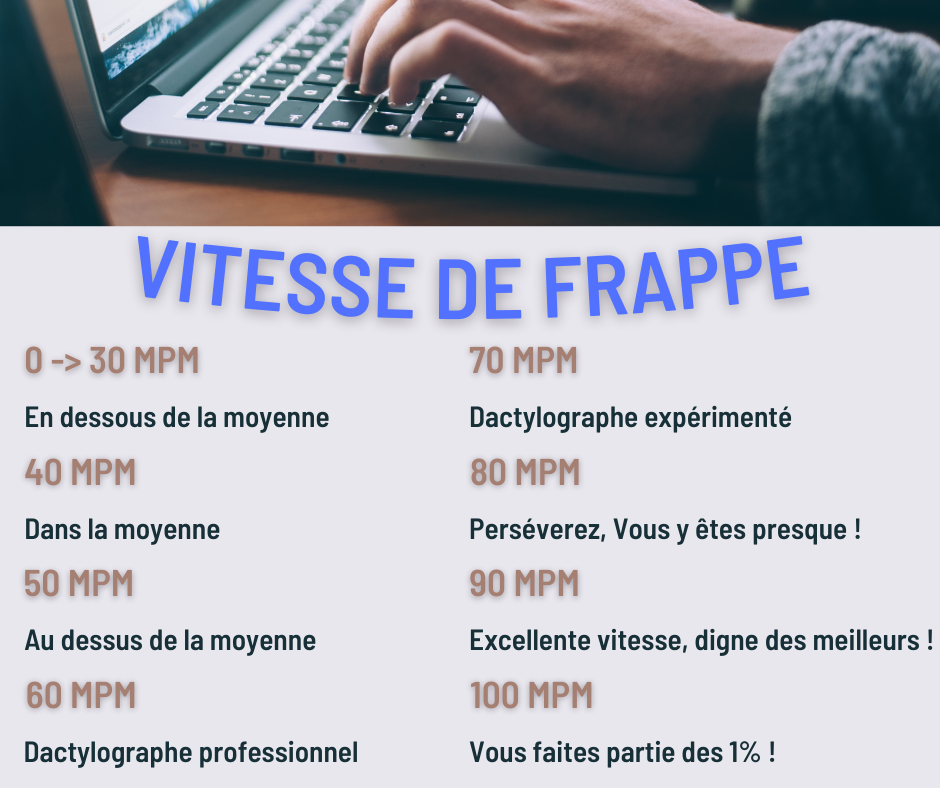 VITESSE DE FRAPPE
0 -> 30 MPM
En dessous de la moyenne
40 MPM
Dans la moyenne
50 MPM
Au dessus de la moyenne
60 MPM
Dactylographe professionnel
70 MPM
Dactylographe expérimenté
80 MPM
Perséverez, Vous y êtes presque !
90 MPM
Excellente vitesse, digne des meilleurs !
100 MPM
Vous faites partie des 1% !